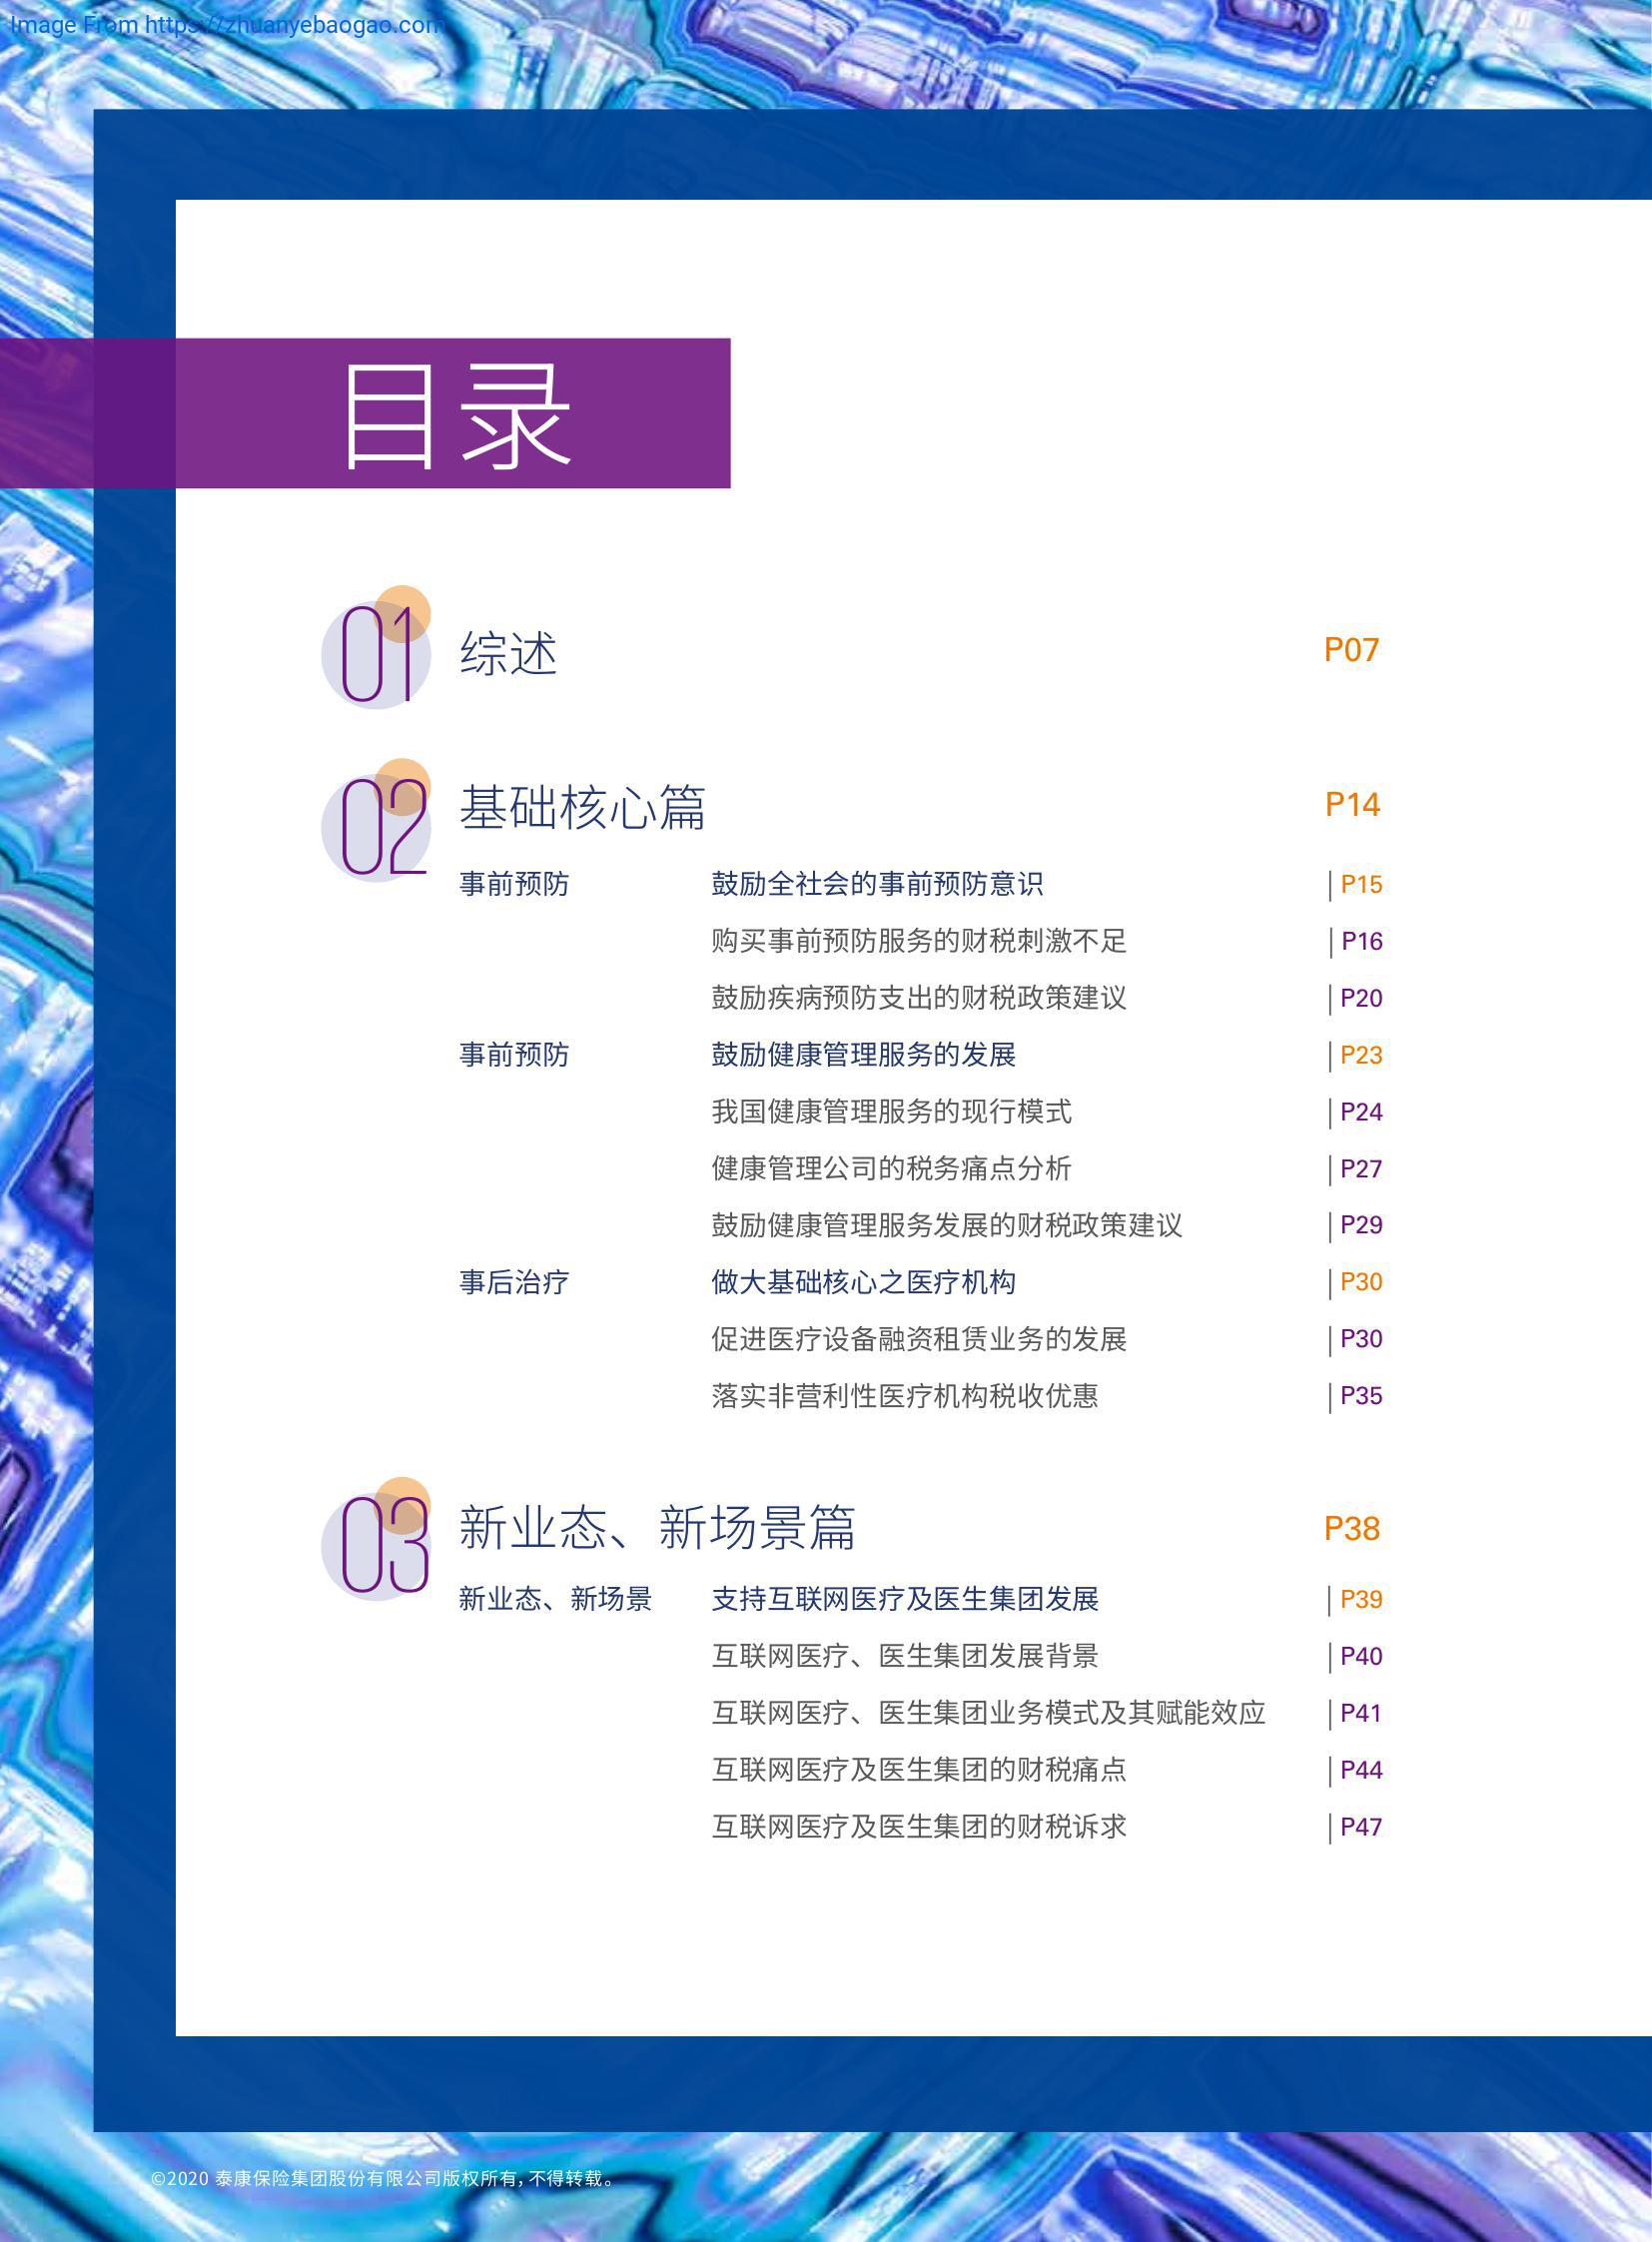 Image From https://zhuanyebaogao.com
目录
01 综述 P07
02 基础核心篇 P14
事前预防 鼓励全社会的事前预防意识 | P15
购买事前预防服务的财税刺激不足 | P16
鼓励疾病预防支出的财税政策建议 | P20
事前预防 鼓励健康管理服务的发展 | P23
我国健康管理服务的现行模式 | P24
健康管理公司的税务痛点分析 | P27
鼓励健康管理服务发展的财税政策建议 | P29
事后治疗 做大基础核心之医疗机构 | P30
促进医疗设备融资租赁业务的发展 | P30
落实非营利性医疗机构税收优惠 | P35
03 新业态、新场景篇 P38
新业态、新场景 支持互联网医疗及医生集团发展 | P39
互联网医疗、医生集团发展背景 | P40
互联网医疗、医生集团业务模式及其赋能效应 | P41
互联网医疗及医生集团的财税痛点 | P44
互联网医疗及医生集团的财税诉求 | P47
©2020 泰康保险集团股份有限公司版权所有，不得转载。